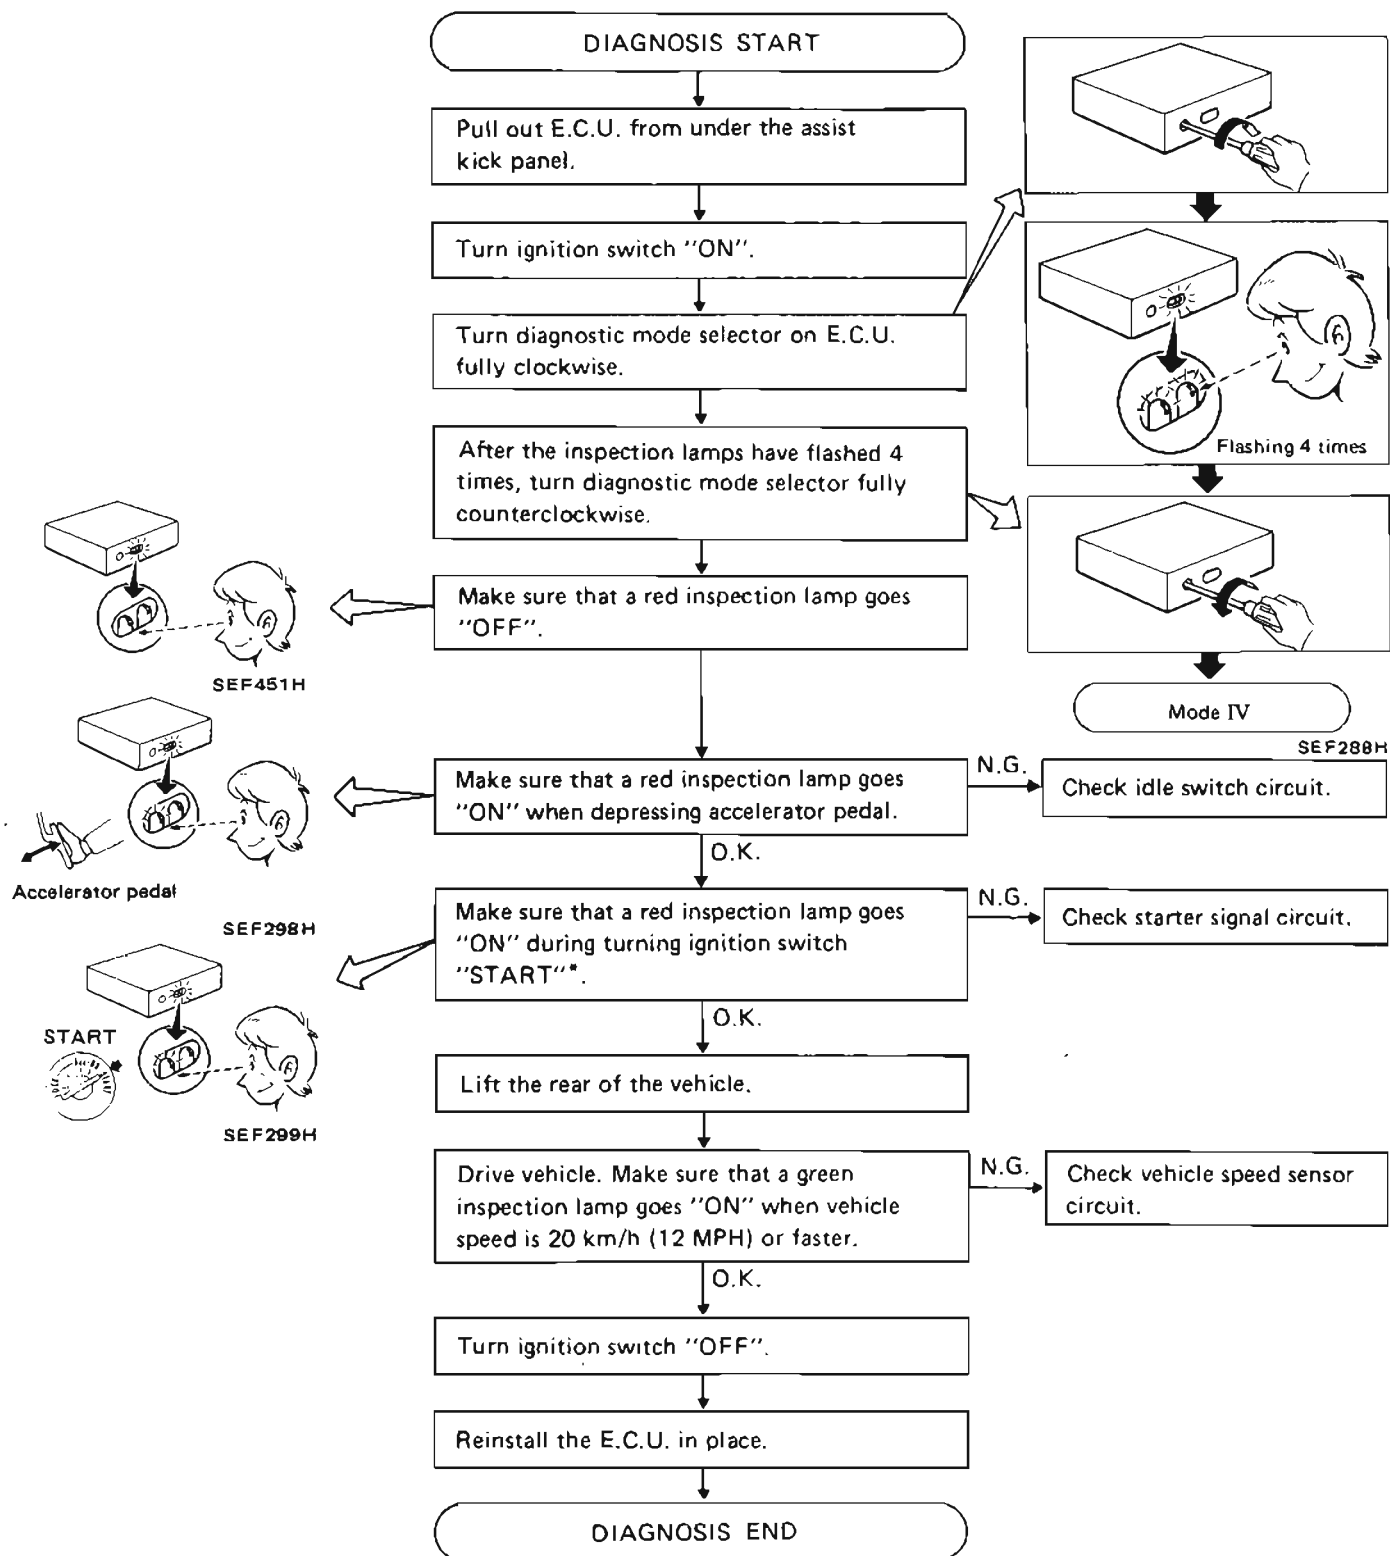 DIAGNOSIS START
Pull out E.C.U. from under the assist
kick panel.
Turn ignition switch "ON".
Turn diagnostic mode selector on E.C.U.
fully clockwise.
After the inspection lamps have flashed 4
times, turn diagnostic mode selector fully
counterclockwise.
Flashing 4 times
Mode IV
SEF288H
Make sure that a red inspection lamp goes
"OFF".
SEF451H
Make sure that a red inspection lamp goes
"ON" when depressing accelerator pedal.
N.G.
Check idle switch circuit.
Accelerator pedal
SEF298H
O.K.
Make sure that a red inspection lamp goes
"ON" during turning ignition switch
"START"*.
N.G.
Check starter signal circuit.
START
SEF299H
O.K.
Lift the rear of the vehicle.
Drive vehicle. Make sure that a green
inspection lamp goes "ON" when vehicle
speed is 20 km/h (12 MPH) or faster.
N.G.
Check vehicle speed sensor
circuit.
O.K.
Turn ignition switch "OFF".
Reinstall the E.C.U. in place.
DIAGNOSIS END